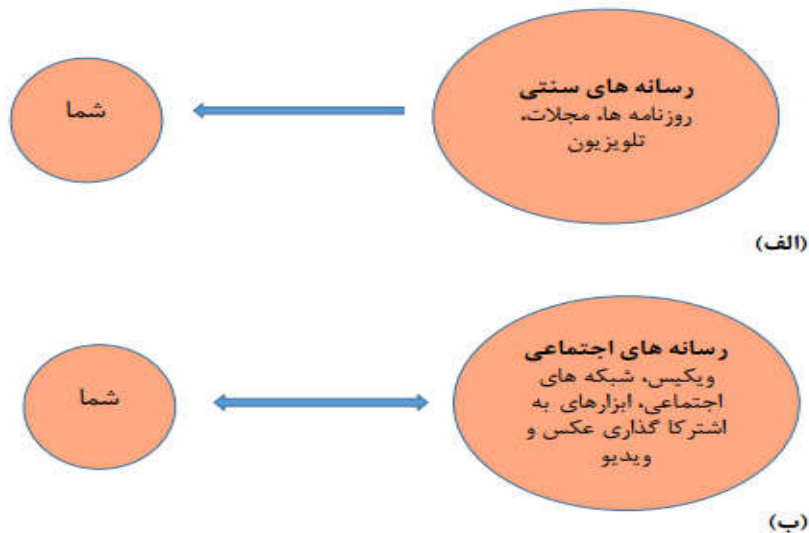 رسانه های سنتی
روزنامه ها، مجلات،
تلویزیون
شما
(الف)
رسانه های اجتماعی
ویکیس، شبکه های
اجتماعی، ابزارهای به
اشترکا گذاری عکس و
ویدیو
شما
(ب)